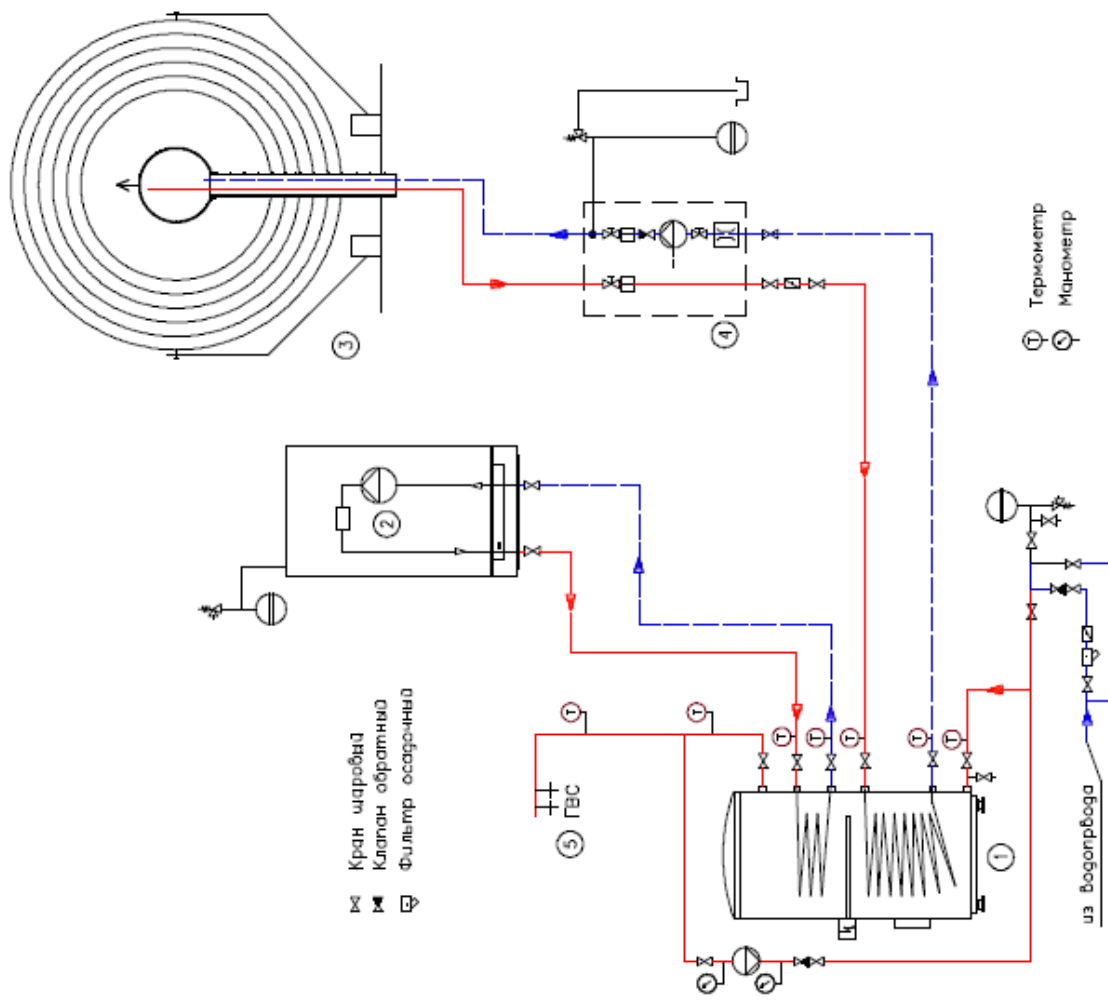 3
2
4
Ⓣ Термометр
Манометр
Кран шаровый
Клапан обратный
Фильтр осадочный
5 ГВС
T
T
T
T
T
T
T
1
из водопровода